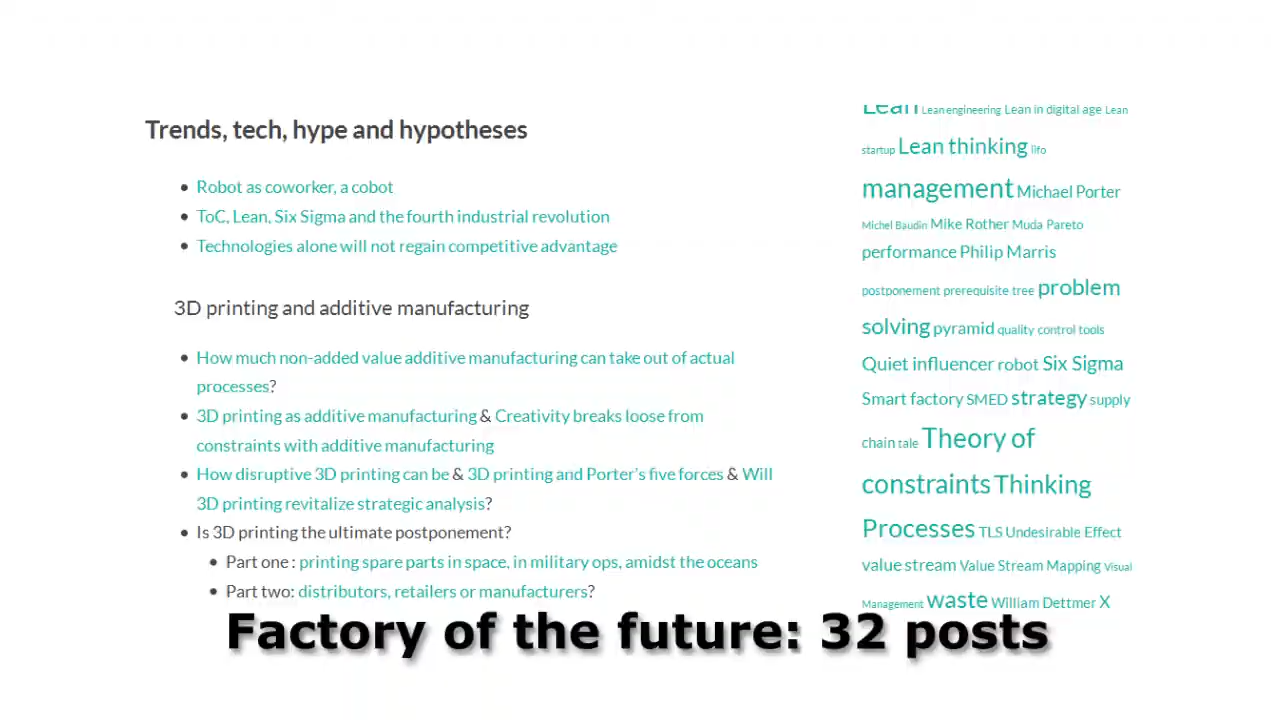 Trends, tech, hype and hypotheses
Robot as coworker, a cobot
ToC, Lean, Six Sigma and the fourth industrial revolution
Technologies alone will not regain competitive advantage
3D printing and additive manufacturing
How much non-added value additive manufacturing can take out of actual
processes?
3D printing as additive manufacturing & Creativity breaks loose from
constraints with additive manufacturing
How disruptive 3D printing can be & 3D printing and Porter's five forces & Will
3D printing revitalize strategic analysis?
Is 3D printing the ultimate postponement?
Part one : printing spare parts in space, in military ops, amidst the oceans
Part two: distributors, retailers or manufacturers?
Lean Lean engineering Lean in digital age Lean
startup Lean thinking lifo
management Michael Porter
Michel Baudin Mike Rother Muda Pareto
performance Philip Marris
postponement prerequisite tree problem
solving pyramid quality control tools
Quiet influencer robot Six Sigma
Smart factory SMED strategy supply
chain tale Theory of
constraints Thinking
Processes TLS Undesirable Effect
value stream Value Stream Mapping Visual
Management waste William Dettmer X
Factory of the future: 32 posts